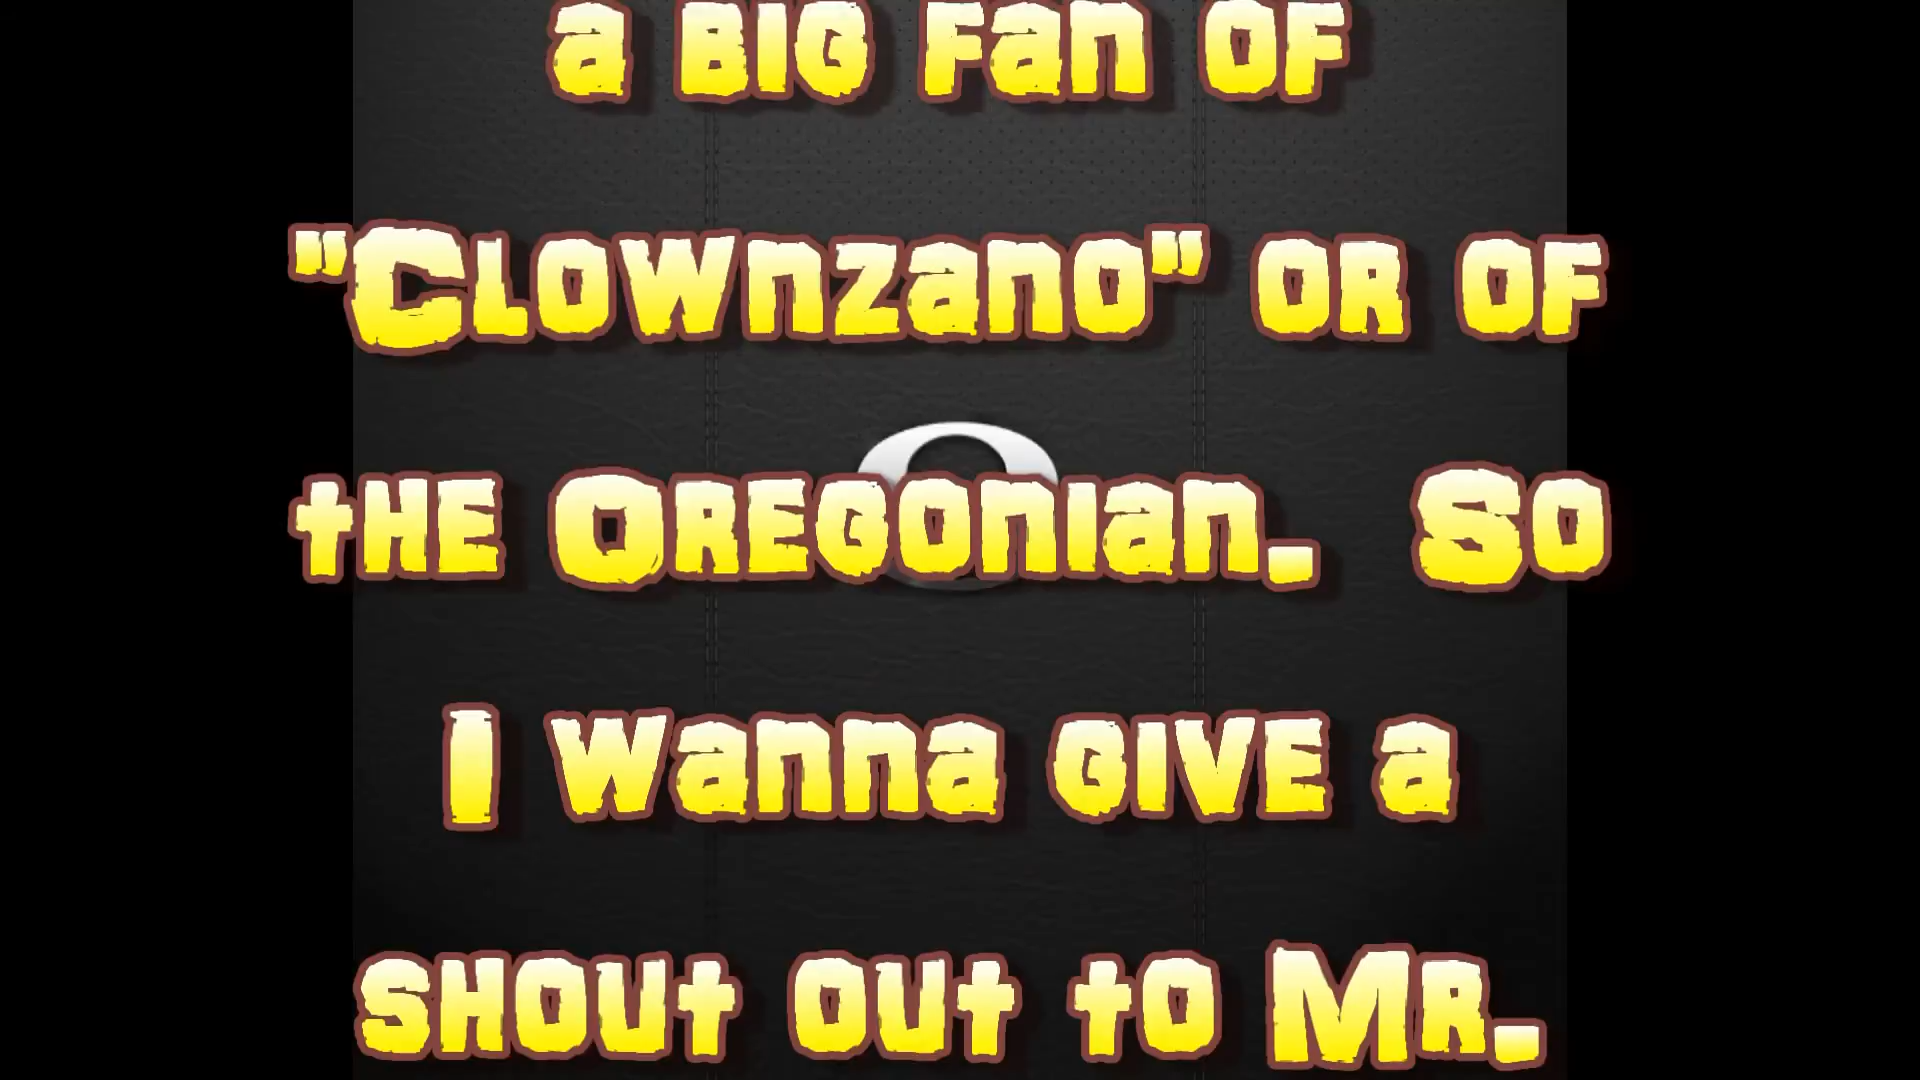 a big fan of
"Clownzano" or of
the Oregonian. So
I wanna give a
shout out to Mr.